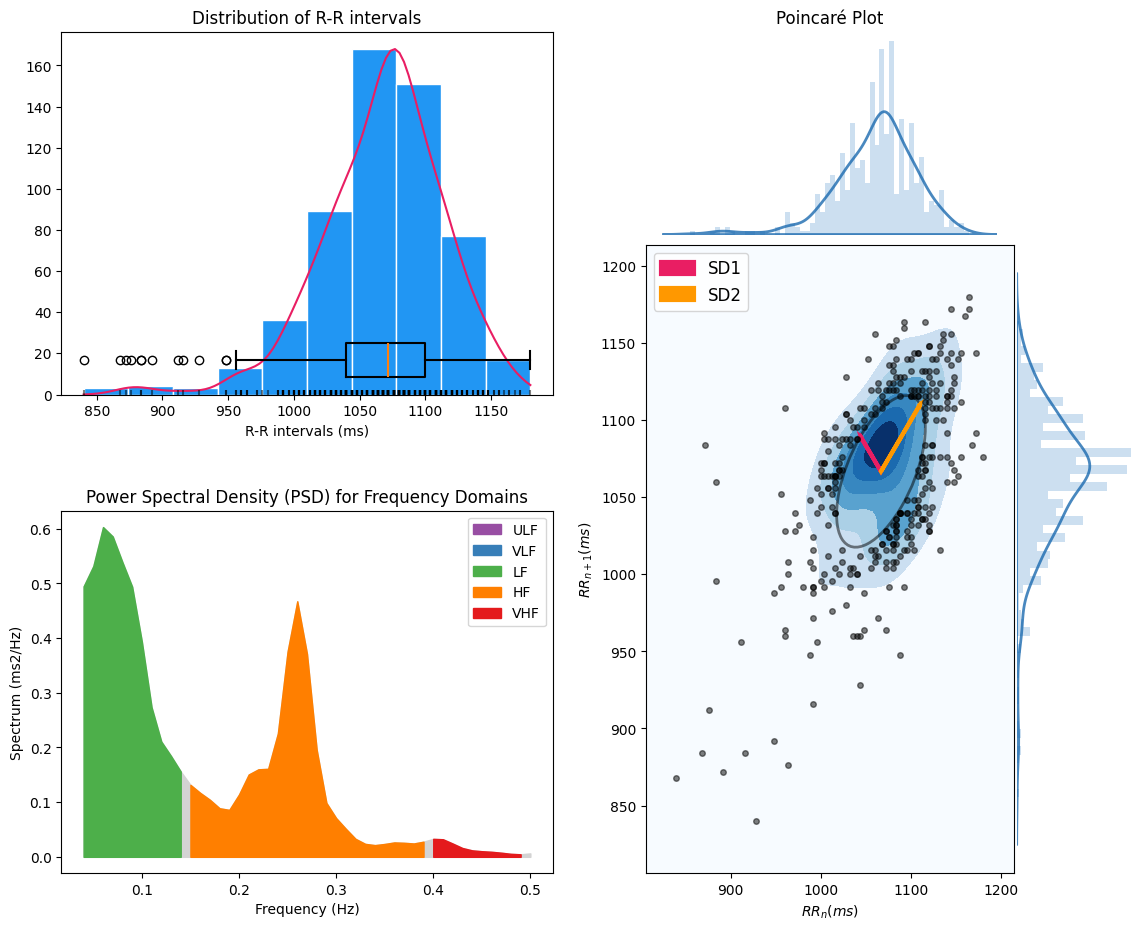 Distribution of R-R intervals
160
140
120
100
80
60
40
20
0
850 900 950 1000 1050 1100 1150
R-R intervals (ms)
Power Spectral Density (PSD) for Frequency Domains
Spectrum (ms2/Hz)
0.6
0.5
0.4
0.3
0.2
0.1
0.0
ULF
VLF
LF
HF
VHF
0.1 0.2 0.3 0.4 0.5
Frequency (Hz)
Poincaré Plot
SD1
SD2
RRn+1(ms)
1200
1150
1100
1050
1000
950
900
850
900 1000 1100 1200
RRn(ms)